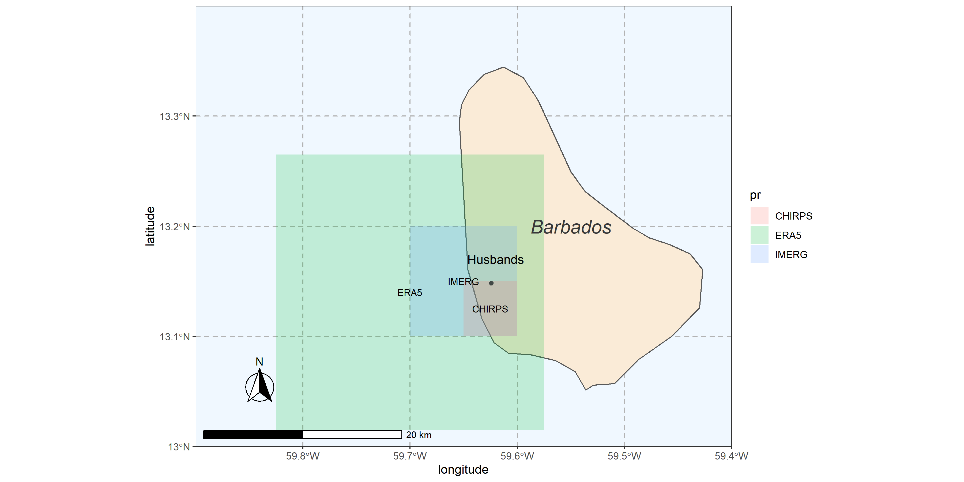 13.3°N
13.2°N
13.1°N
13°N
latitude
Barbados
Husbands
IMERG
ERA5
CHIRPS
N
20 km
59.8°W
59.7°W
59.6°W
59.5°W
59.4°W
longitude
pr
CHIRPS
ERA5
IMERG